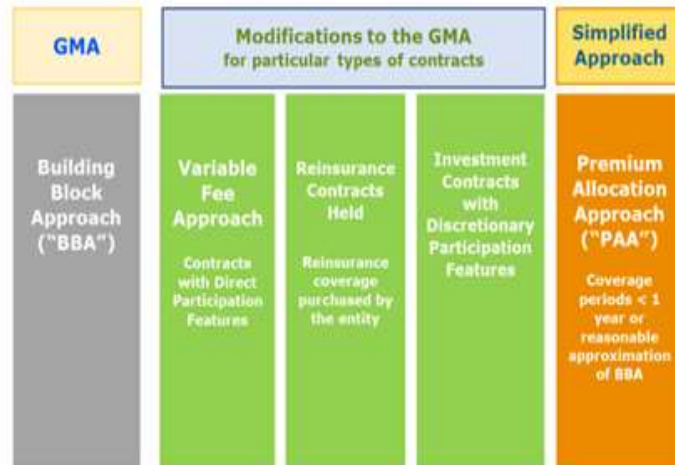 GMA
Modifications to the GMA
for particular types of contracts
Simplified
Approach
Building
Block
Approach
("BBA")
Variable
Fee
Approach
Contracts
with Direct
Participation
Features
Reinsurance
Contracts
Held
Reinsurance
coverage
purchased by
the entity
Investment
Contracts
with
Discretionary
Participation
Features
Premium
Allocation
Approach
("PAA")
Coverage
periods < 1
year or
reasonable
approximation
of BBA